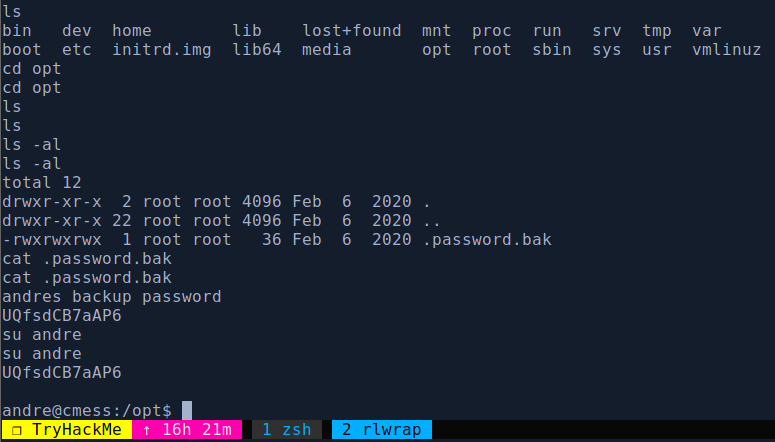 ls
bin dev home lib lost+found mnt proc run srv tmp var
boot etc initrd.img lib64 media opt root sbin sys usr vmlinuz
cd opt
cd opt
ls
ls
ls -al
ls -al
total 12
drwxr-xr-x 2 root root 4096 Feb 6 2020 .
drwxr-xr-x 22 root root 4096 Feb 6 2020 ..
-rwxrwxrwx 1 root root 36 Feb 6 2020 .password.bak
cat .password.bak
cat .password.bak
andres backup password
UQfsdCB7aAP6
su andre
su andre
UQfsdCB7aAP6
andre@cmess:/opt$
❐ TryHackMe ↑ 16h 21m 1 zsh 2 rlwrap